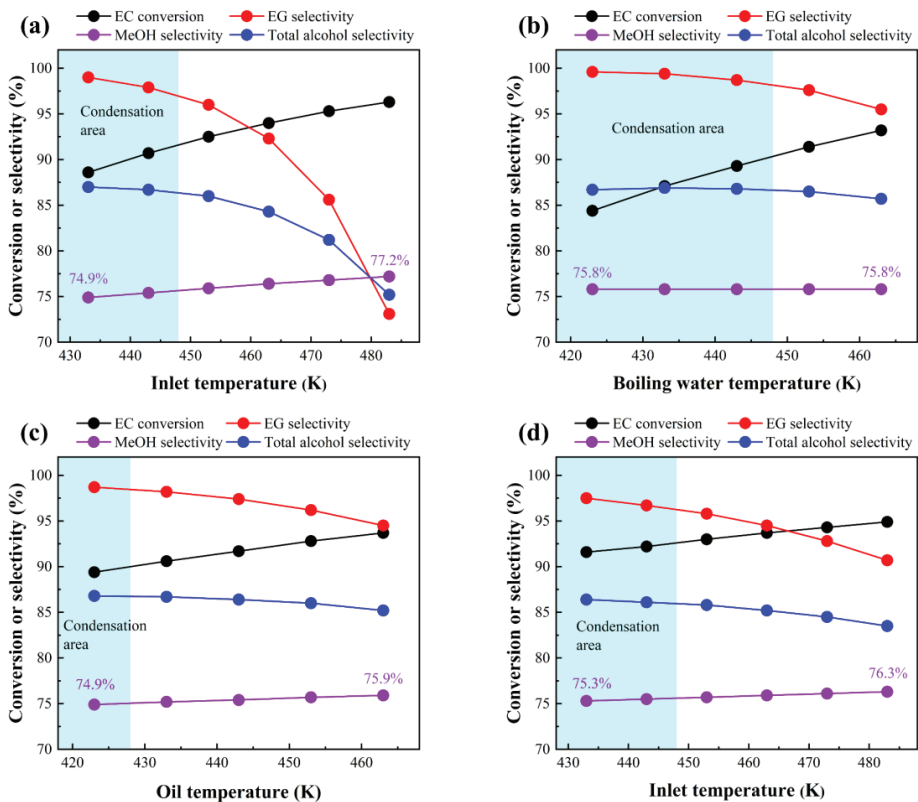 (a)
EC conversion EG selectivity
MeOH selectivity Total alcohol selectivity
Conversion or selectivity (%)
100
95
90
85
80
75
70
Condensation
area
74.9%
77.2%
430 440 450 460 470 480
Inlet temperature (K)
(b)
EC conversion EG selectivity
MeOH selectivity Total alcohol selectivity
Conversion or selectivity (%)
100
95
90
85
80
75
70
Condensation area
75.8%
75.8%
420 430 440 450 460
Boiling water temperature (K)
(c)
EC conversion EG selectivity
MeOH selectivity Total alcohol selectivity
Conversion or selectivity (%)
100
95
90
85
80
75
70
Condensation
area
74.9%
75.9%
420 430 440 450 460
Oil temperature (K)
(d)
EC conversion EG selectivity
MeOH selectivity Total alcohol selectivity
Conversion or selectivity (%)
100
95
90
85
80
75
70
Condensation
area
75.3%
76.3%
430 440 450 460 470 480
Inlet temperature (K)